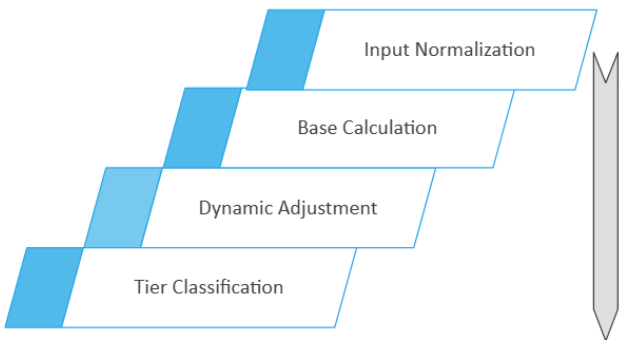 Input Normalization
Base Calculation
Dynamic Adjustment
Tier Classification